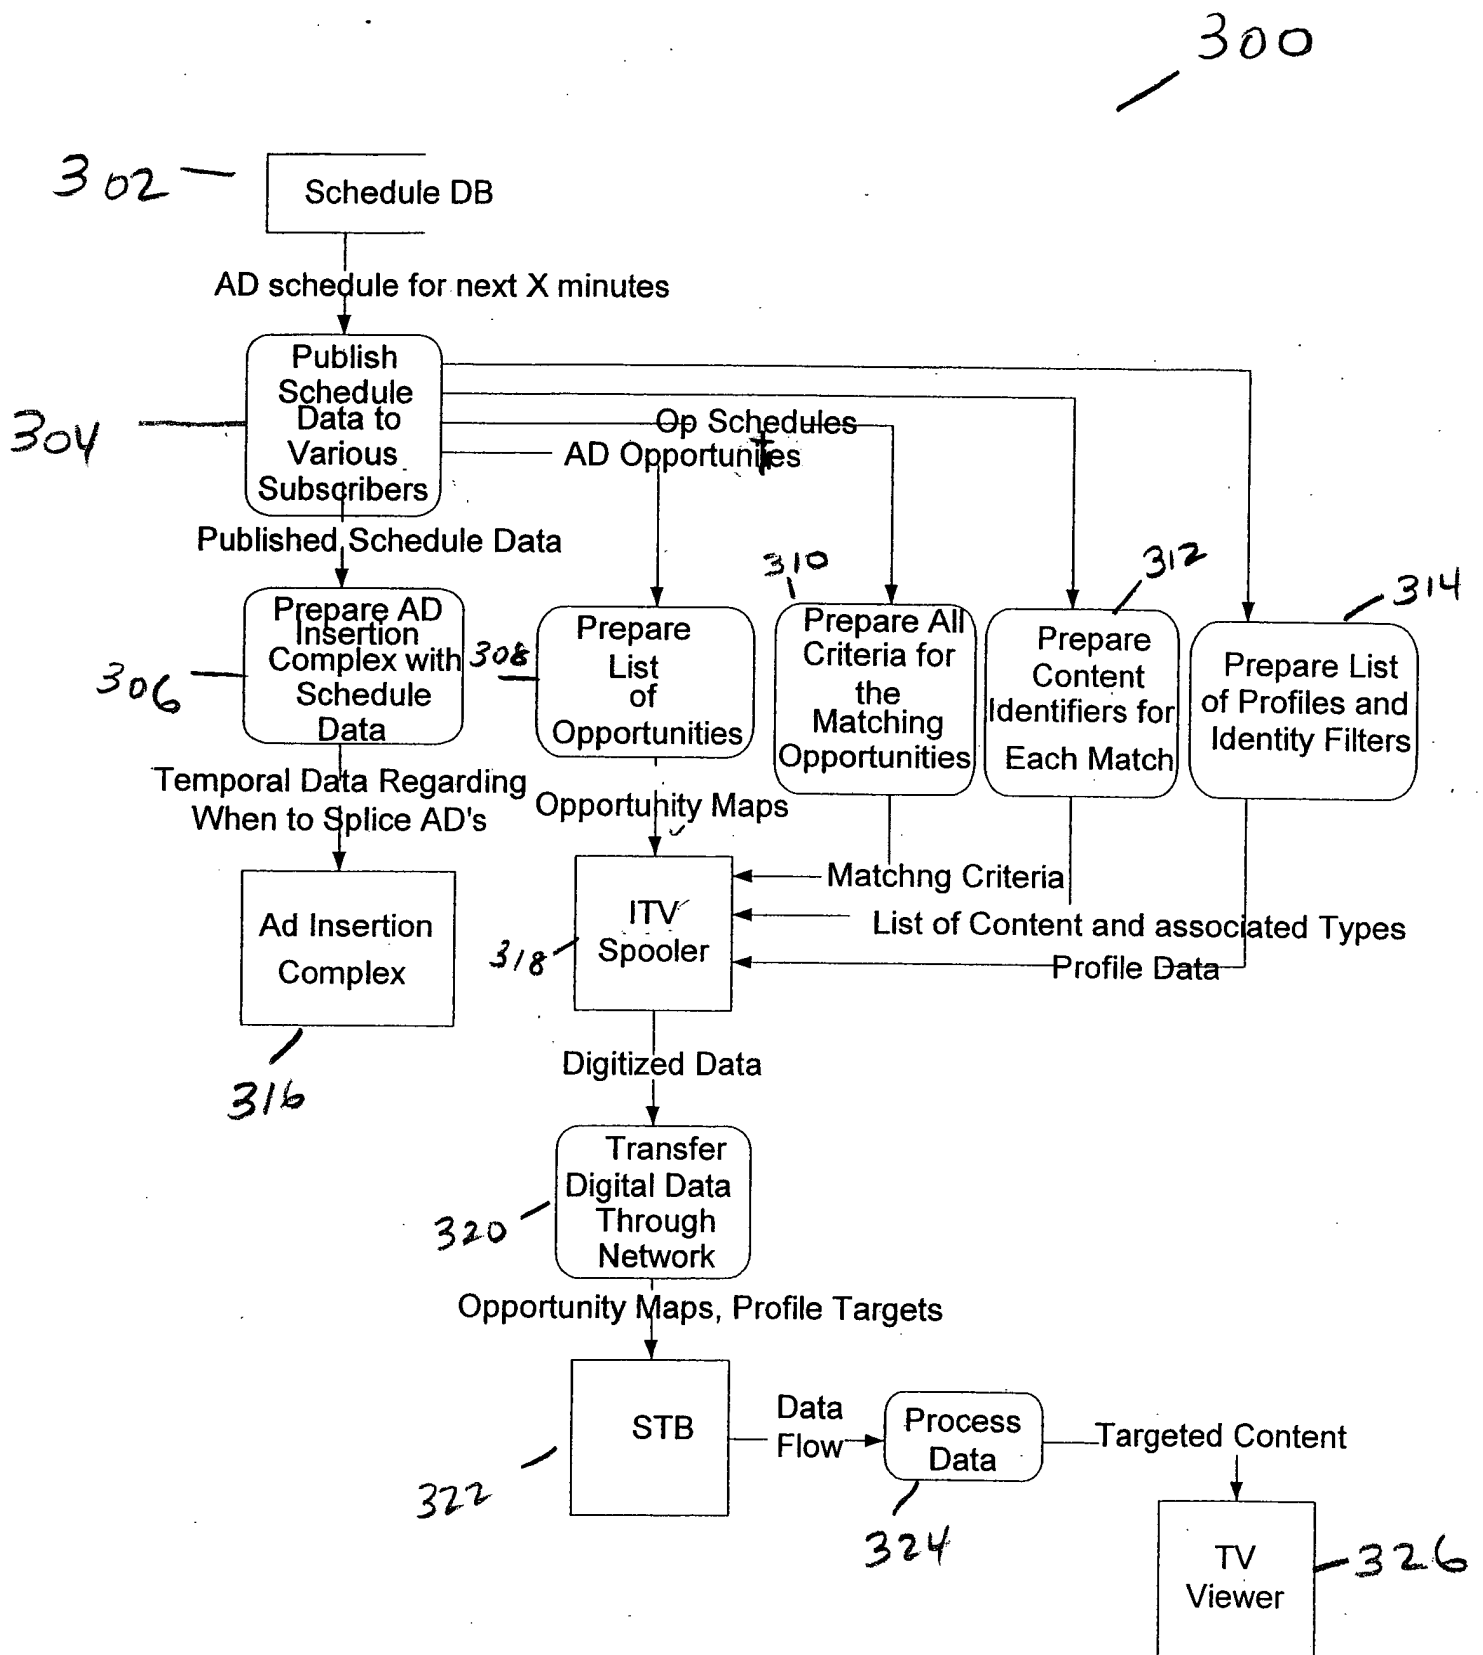 300
302
Schedule DB
AD schedule for next X minutes
304
Publish
Schedule
Data to
Various
Subscribers
Op Schedules
AD Opportunites
Published Schedule Data
306
Prepare AD
Insertion
Complex with
Schedule
Data
308
Prepare
List
of
Opportunities
310
Prepare All
Criteria for
the
Matching
Opportunities
312
Prepare
Content
Identifiers for
Each Match
314
Prepare List
of Profiles and
Identity Filters
Temporal Data Regarding
When to Splice AD's
Opportunity Maps
Matchng Criteria
List of Content and associated Types
Profile Data
Ad Insertion
Complex
316
ITV
Spooler
318
Digitized Data
Transfer
Digital Data
Through
Network
320
Opportunity Maps, Profile Targets
STB
322
Data
Flow
Process
Data
324
Targeted Content
TV
Viewer
326